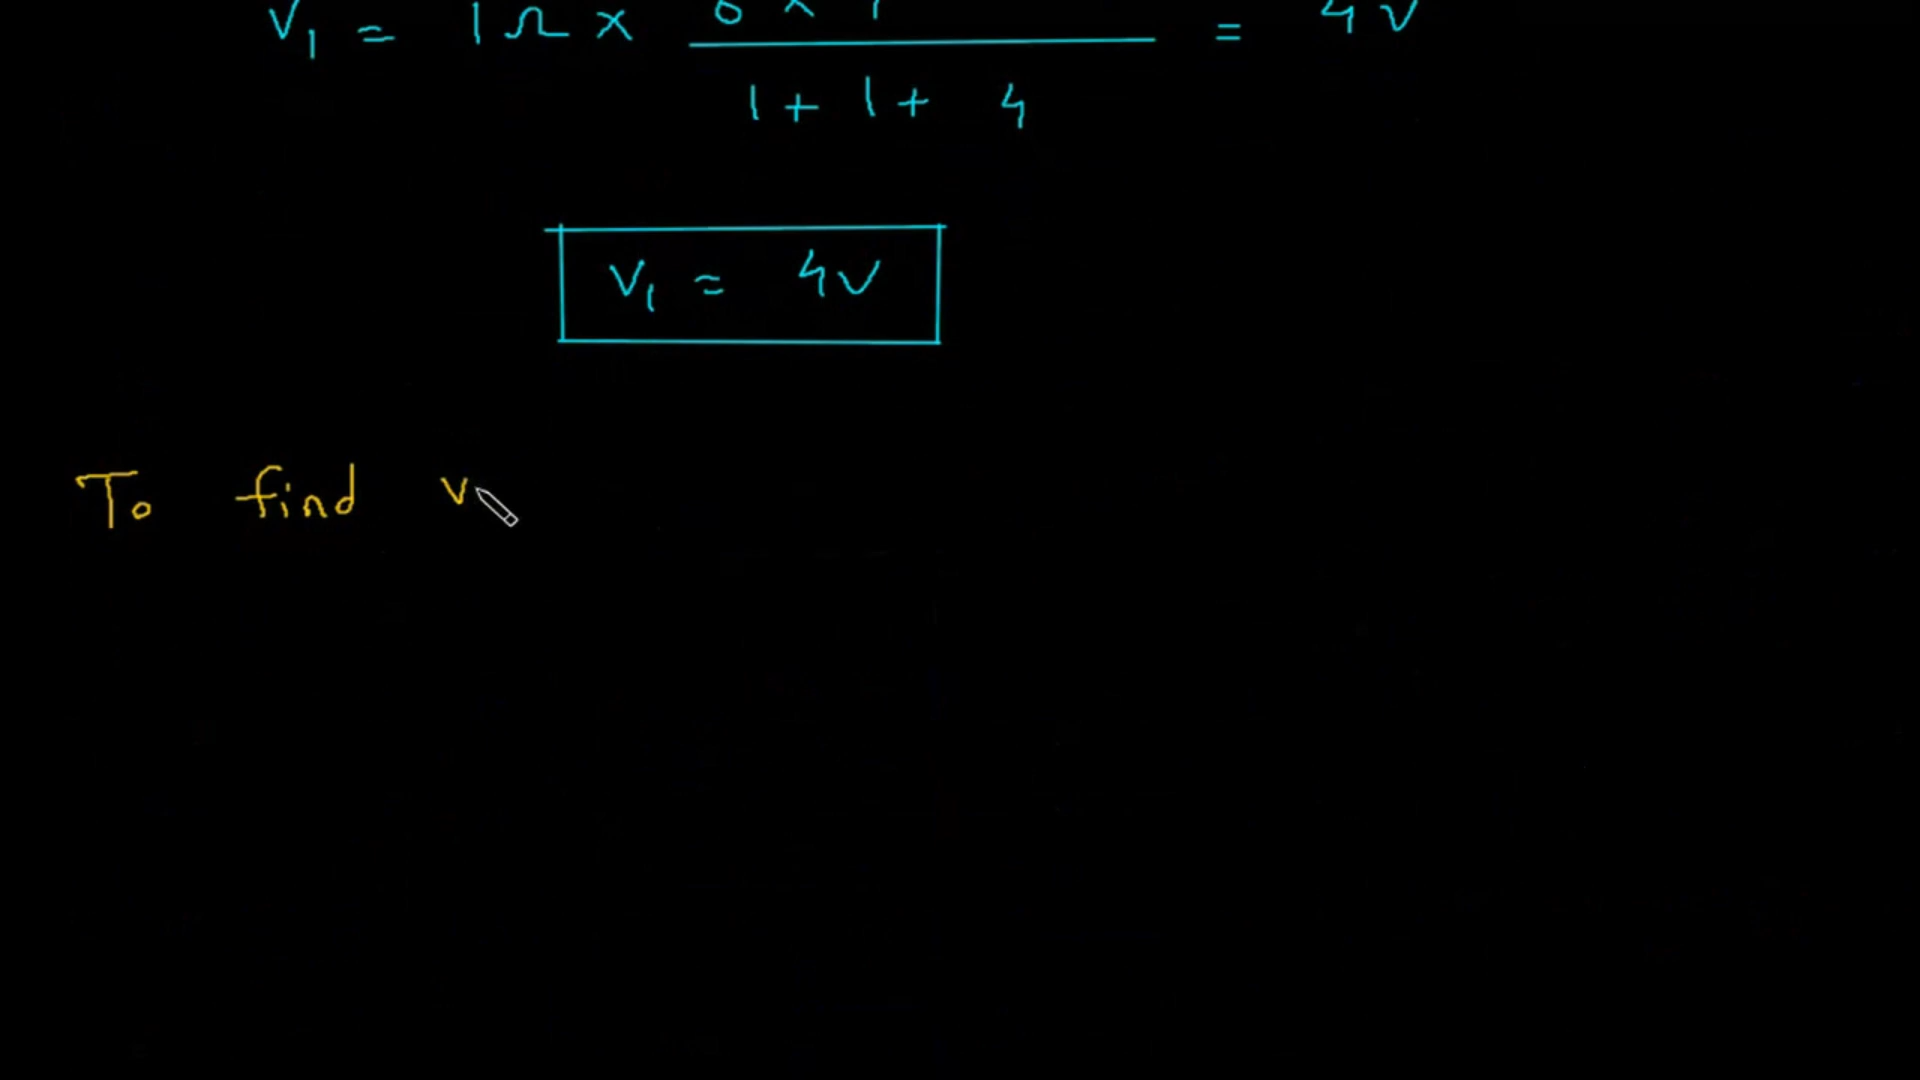 V₁ = 1Ω × = 4V
1 + 1 + 4
V₁ = 4V
To find V